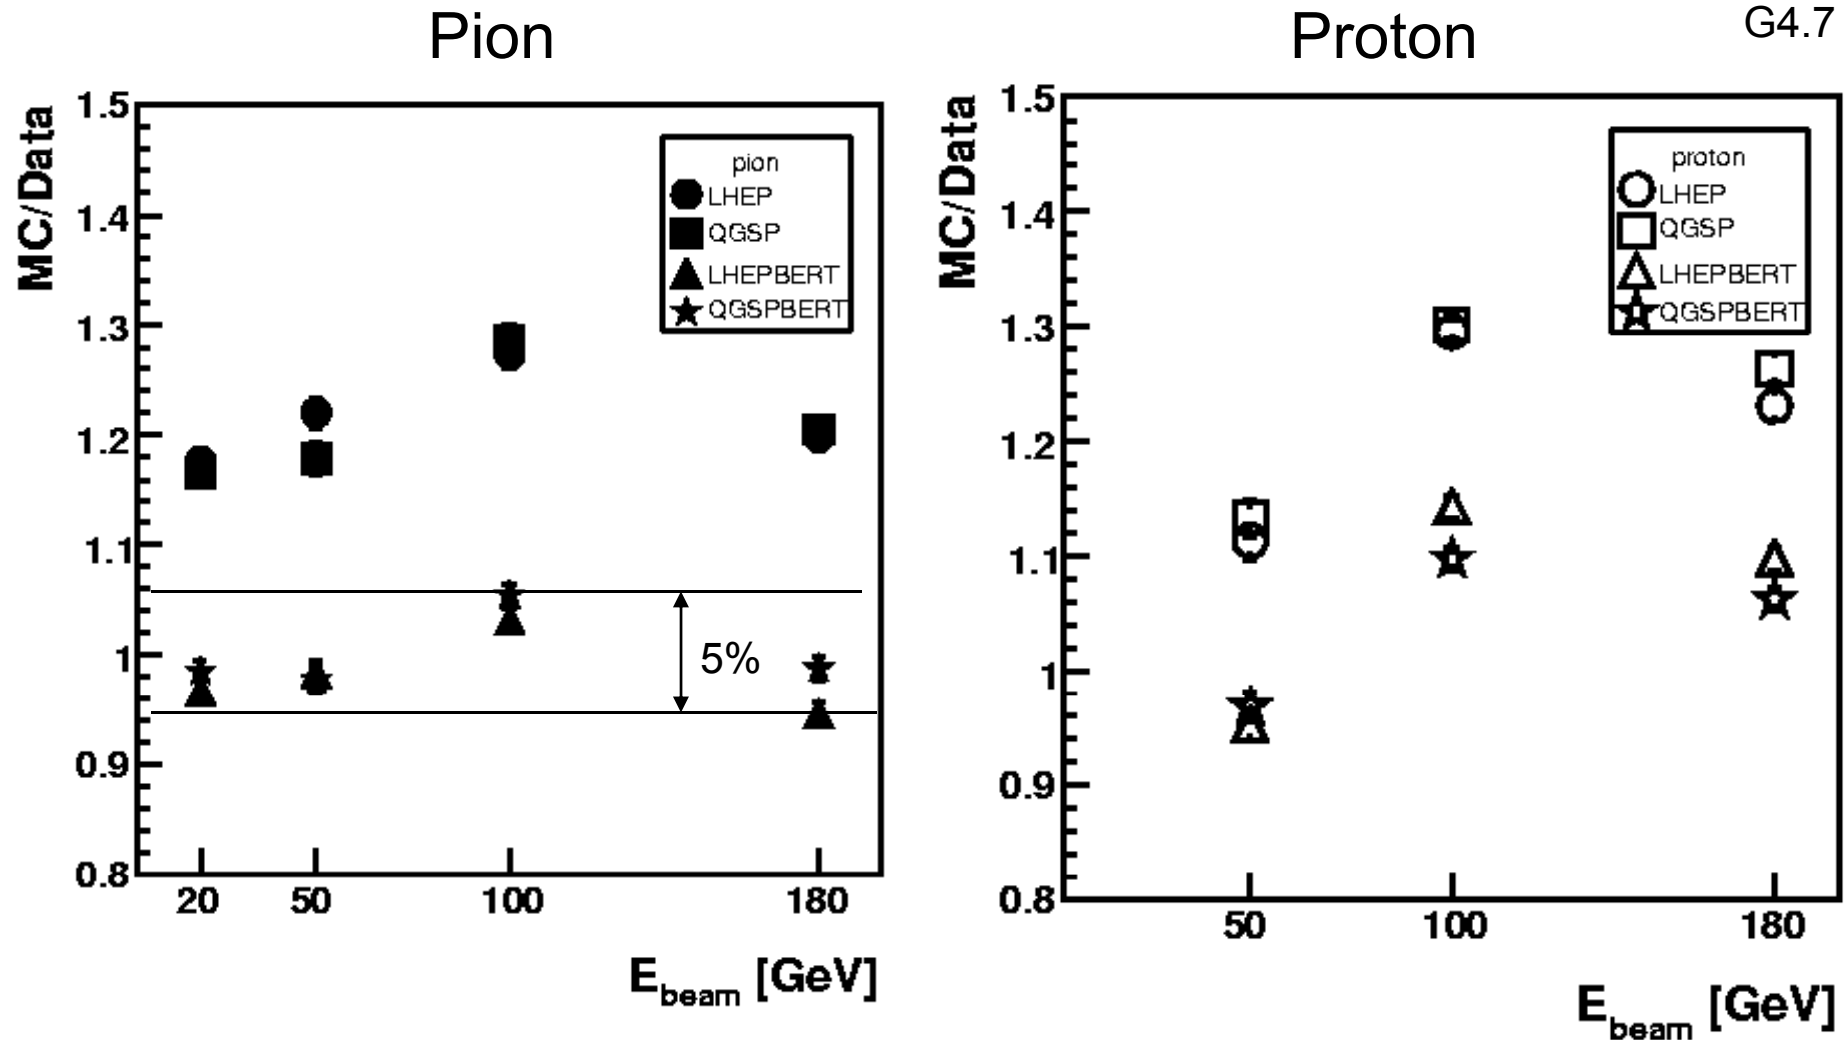 Pion
Proton
G4.7
MC/Data
1.5
1.4
1.3
1.2
1.1
1
0.9
0.8
pion
LHEP
QGSP
LHEPBERT
QGSPBERT
5%
20 50 100 180
E_beam [GeV]
MC/Data
1.5
1.4
1.3
1.2
1.1
1
0.9
0.8
proton
LHEP
QGSP
LHEPBERT
QGSPBERT
50 100 180
E_beam [GeV]